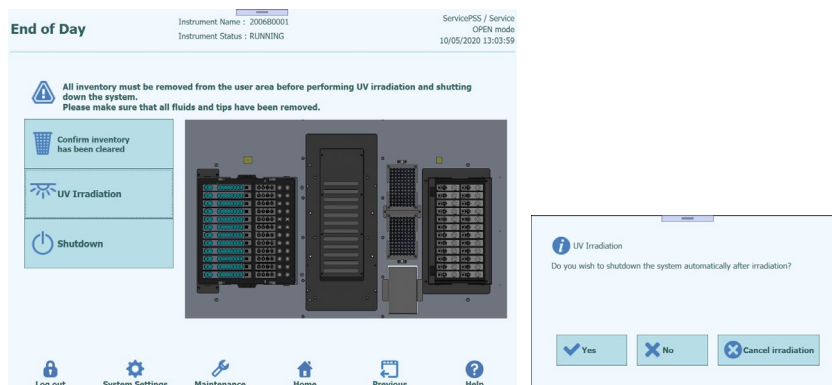 End of Day
Instrument Name : 200680001
Instrument Status : RUNNING
ServicePSS / Service
OPEN mode
10/05/2020 13:03:59
All inventory must be removed from the user area before performing UV irradiation and shutting
down the system.
Please make sure that all fluids and tips have been removed.
Confirm inventory
has been cleared
UV Irradiation
Shutdown
Log out
System Settings
Maintenance
Home
Previous
Help
UV Irradiation
Do you wish to shutdown the system automatically after irradiation?
Yes
No
Cancel irradiation